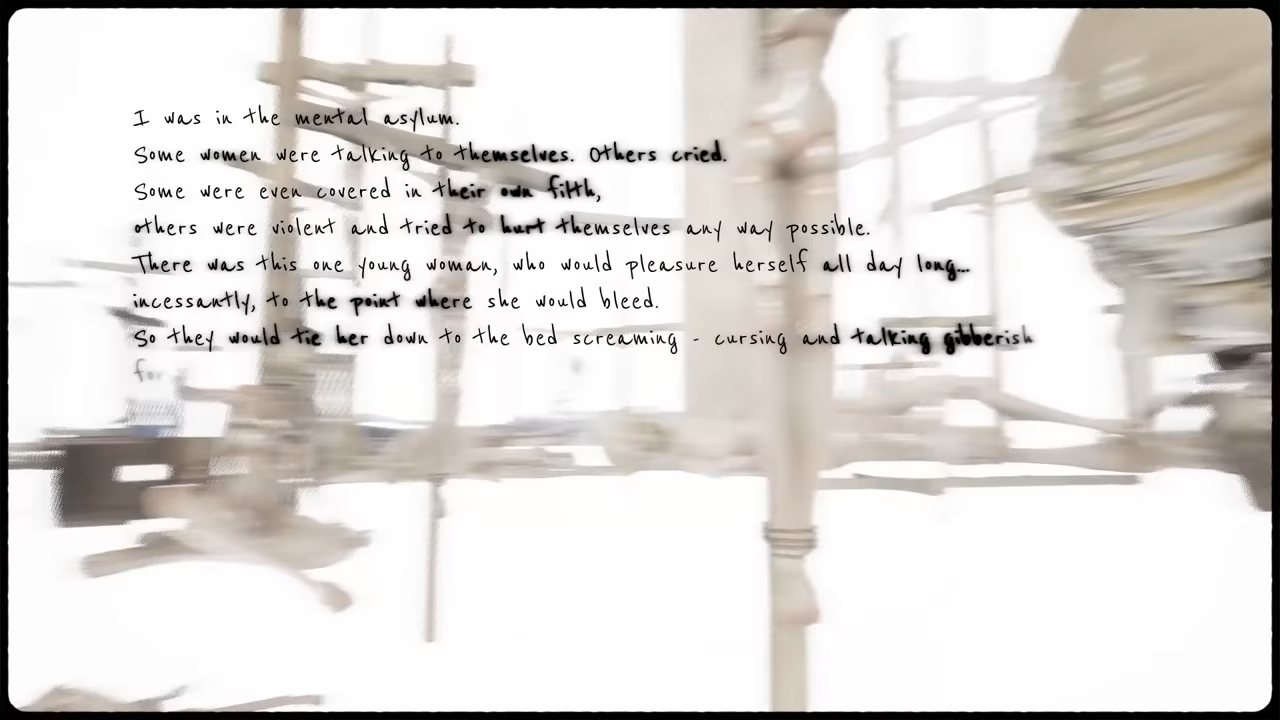 I was in the mental asylum.
Some women were talking to themselves. Others cried.
Some were even covered in their own filth,
others were violent and tried to hurt themselves any way possible.
There was this one young woman, who would pleasure herself all day long...
incessantly, to the point where she would bleed.
So they would tie her down to the bed screaming - cursing and talking gibberish
for